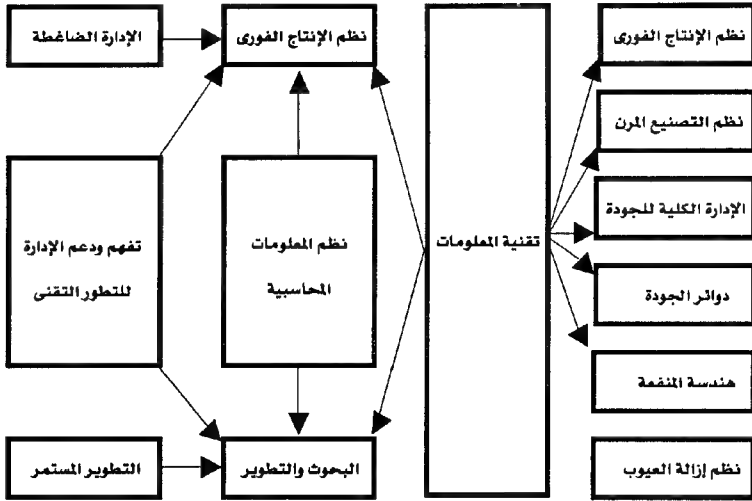 نظم الإنتاج الفورى
نظم التصنيع المرن
الإدارة الكلية للجودة
دوائر الجودة
هندسة المنفعة
نظم إزالة العيوب
تقنية المعلومات
نظم الإنتاج الفورى
نظم المعلومات
المحاسبية
البحوث والتطوير
الإدارة الضاغطة
تفهم ودعم الإدارة
للتطور التقنى
التطوير المستمر